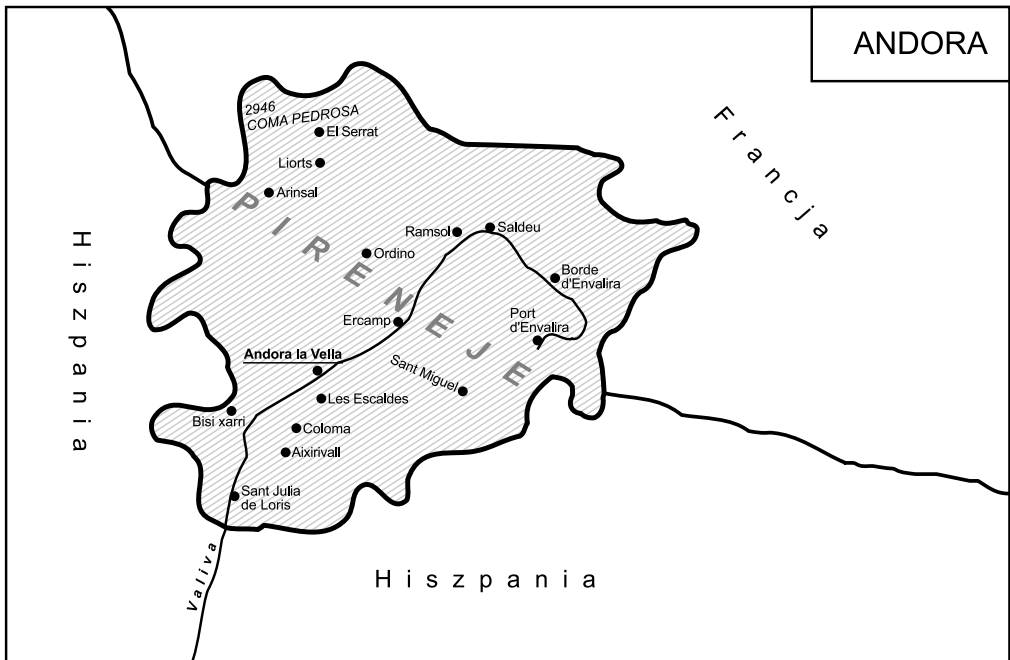 ANDORA
Francja
2946
COMA PEDROSA
El Serrat
Liorts
Arinsal
PIRENEJE
Ramsol
Saldeu
Ordino
Borde
d'Envalira
Hiszpania
Ercamp
Port
d'Envalira
Andora la Vella
Sant Miguel
Les Escaldes
Bisi xarri
Coloma
Aixirivall
Sant Julia
de Loris
Valiva
Hiszpania